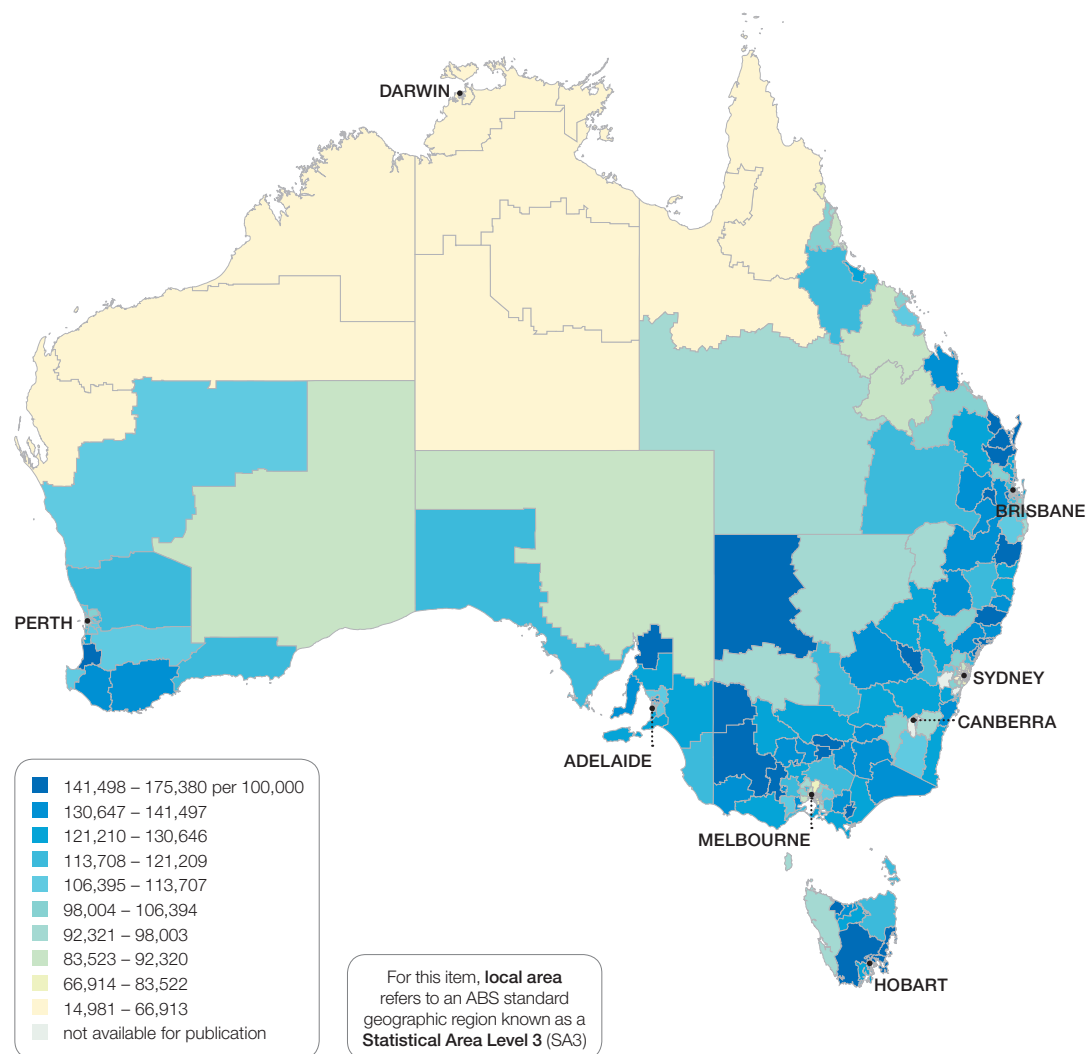 DARWIN
BRISBANE
PERTH
SYDNEY
CANBERRA
ADELAIDE
MELBOURNE
HOBART
141,498 – 175,380 per 100,000
130,647 – 141,497
121,210 – 130,646
113,708 – 121,209
106,395 – 113,707
98,004 – 106,394
92,321 – 98,003
83,523 – 92,320
66,914 – 83,522
14,981 – 66,913
not available for publication
For this item, local area
refers to an ABS standard
geographic region known as a
Statistical Area Level 3 (SA3)